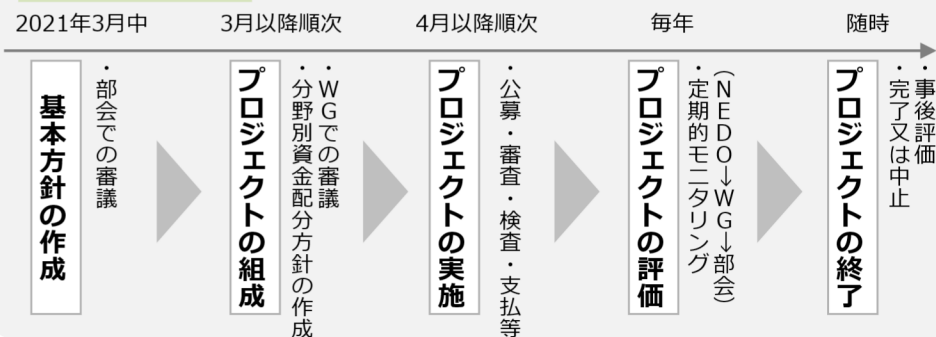 2021年3月中
3月以降順次
4月以降順次
毎年
随時
基本方針の作成
・部会での審議
プロジェクトの組成
・WGでの審議
・分野別資金配分方針の作成
プロジェクトの実施
・公募・審査・検査・支払等
プロジェクトの評価
(NEDO→WG→部会)
・定期的モニタリング
プロジェクトの終了
・事後評価
・完了又は中止